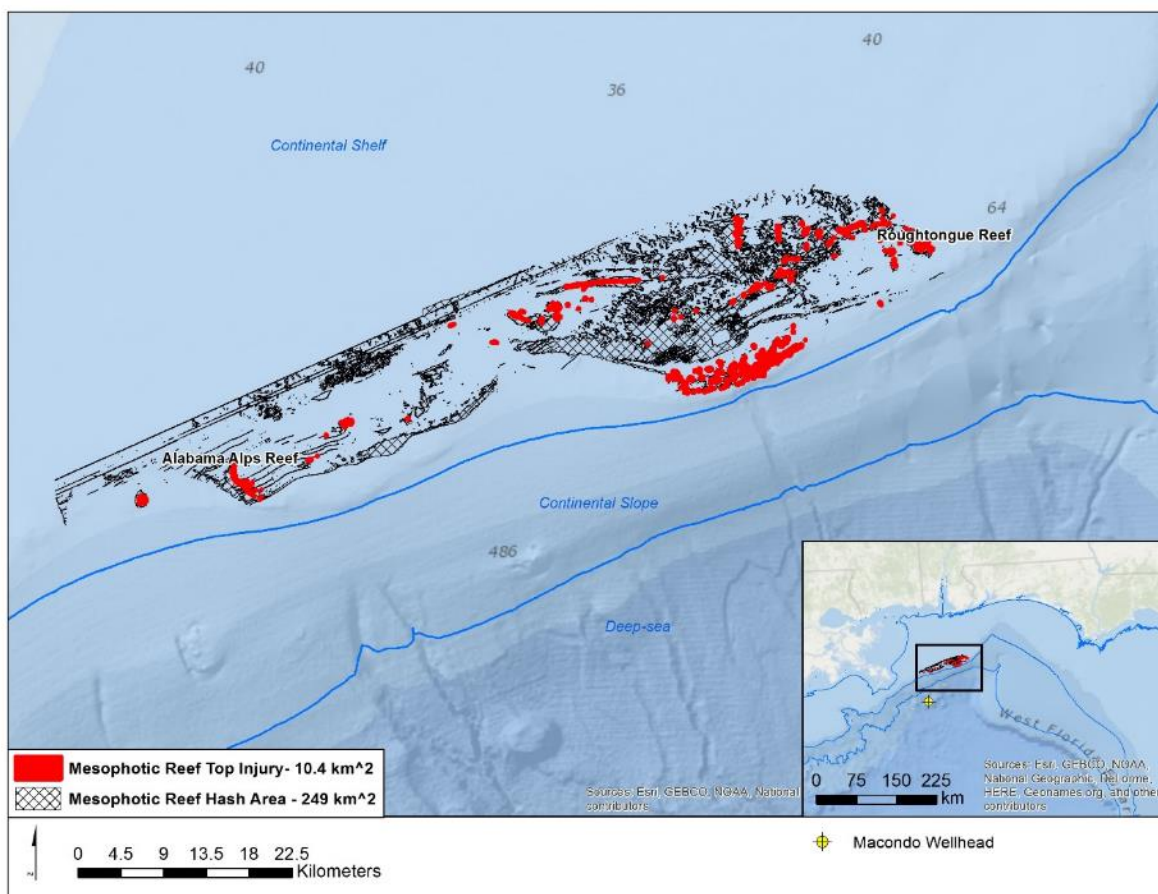 40
40
36
Continental Shelf
64
Roughtongue Reef
Alabama Alps Reef
Continental Slope
486
Deep-sea
West Florida
Mesophotic Reef Top Injury- 10.4 km^2
Mesophotic Reef Hash Area - 249 km^2
Sources: Esri, GEBCO, NOAA, National
contributors
0 75 150 225
km
Sources: Esri, GEBCO, NOAA,
National Geographic, DeLorme,
HERE, Geonames.org, and other
contributors
N
0 4.5 9 13.5 18 22.5
Kilometers
Macondo Wellhead